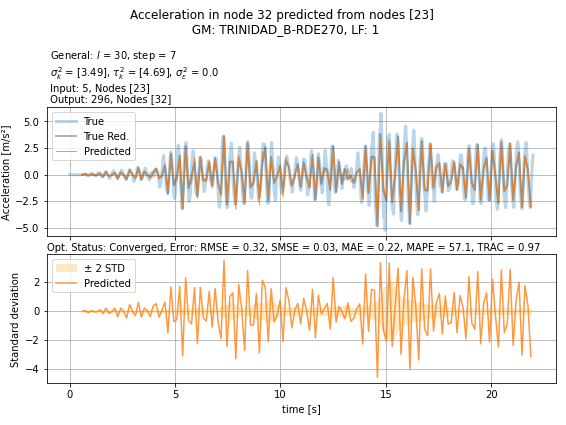 Acceleration in node 32 predicted from nodes [23]
GM: TRINIDAD_B-RDE270, LF: 1
General: l = 30, step = 7
σ²ₖ = [3.49], τ²ₖ = [4.69], σ²ε = 0.0
Input: 5, Nodes [23]
Output: 296, Nodes [32]
Acceleration [m/s²]
5.0
2.5
0.0
−2.5
−5.0
True
True Red.
Predicted
Opt. Status: Converged, Error: RMSE = 0.32, SMSE = 0.03, MAE = 0.22, MAPE = 57.1, TRAC = 0.97
Standard deviation
2
0
−2
−4
± 2 STD
Predicted
0 5 10 15 20
time [s]